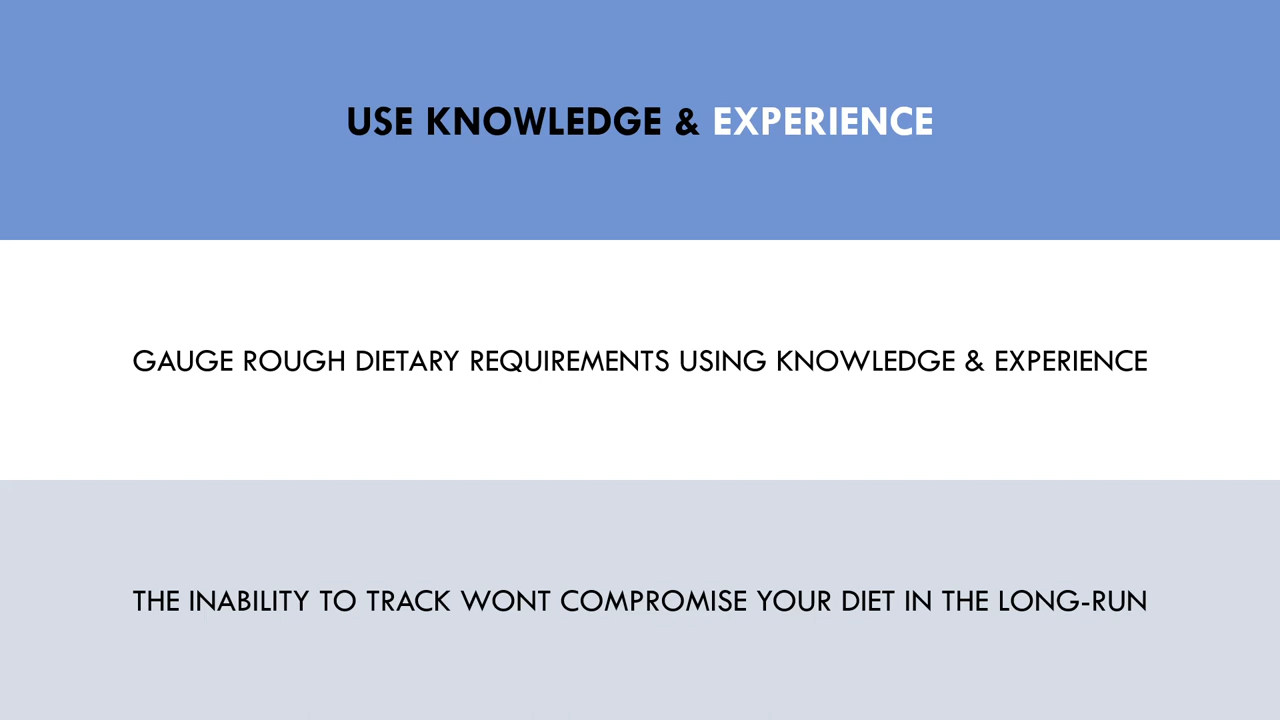 USE KNOWLEDGE & EXPERIENCE
GAUGE ROUGH DIETARY REQUIREMENTS USING KNOWLEDGE & EXPERIENCE
THE INABILITY TO TRACK WONT COMPROMISE YOUR DIET IN THE LONG-RUN